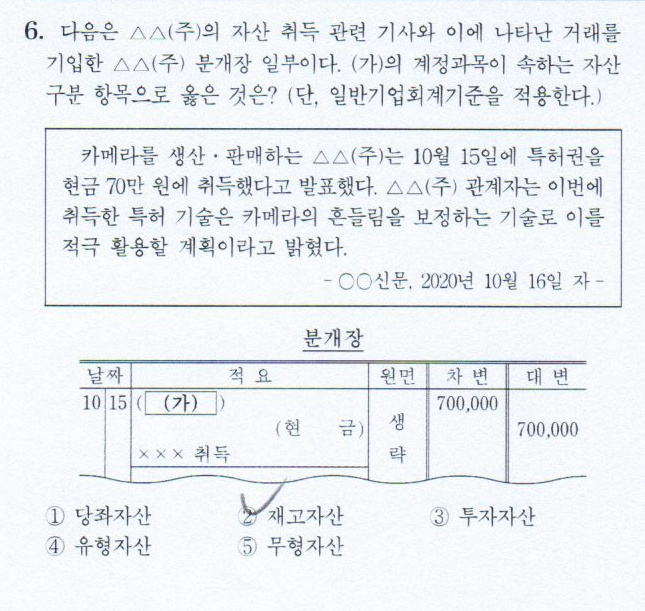 6. 다음은 △△(주)의 자산 취득 관련 기사와 이에 나타난 거래를
기입한 △△(주) 분개장 일부이다. (가)의 계정과목이 속하는 자산
구분 항목으로 옳은 것은? (단, 일반기업회계기준을 적용한다.)
카메라를 생산·판매하는 △△(주)는 10월 15일에 특허권을
현금 70만 원에 취득했다고 발표했다. △△(주) 관계자는 이번에
취득한 특허 기술은 카메라의 흔들림을 보정하는 기술로 이를
적극 활용할 계획이라고 밝혔다.
- ○○신문, 2020년 10월 16일 자 -
분개장
날짜 적 요 원면 차 변 대 변
10 15 ( (가) ) 700,000
(현 금) 생 700,000
××× 취득 략
① 당좌자산 ② 재고자산 ③ 투자자산
④ 유형자산 ⑤ 무형자산